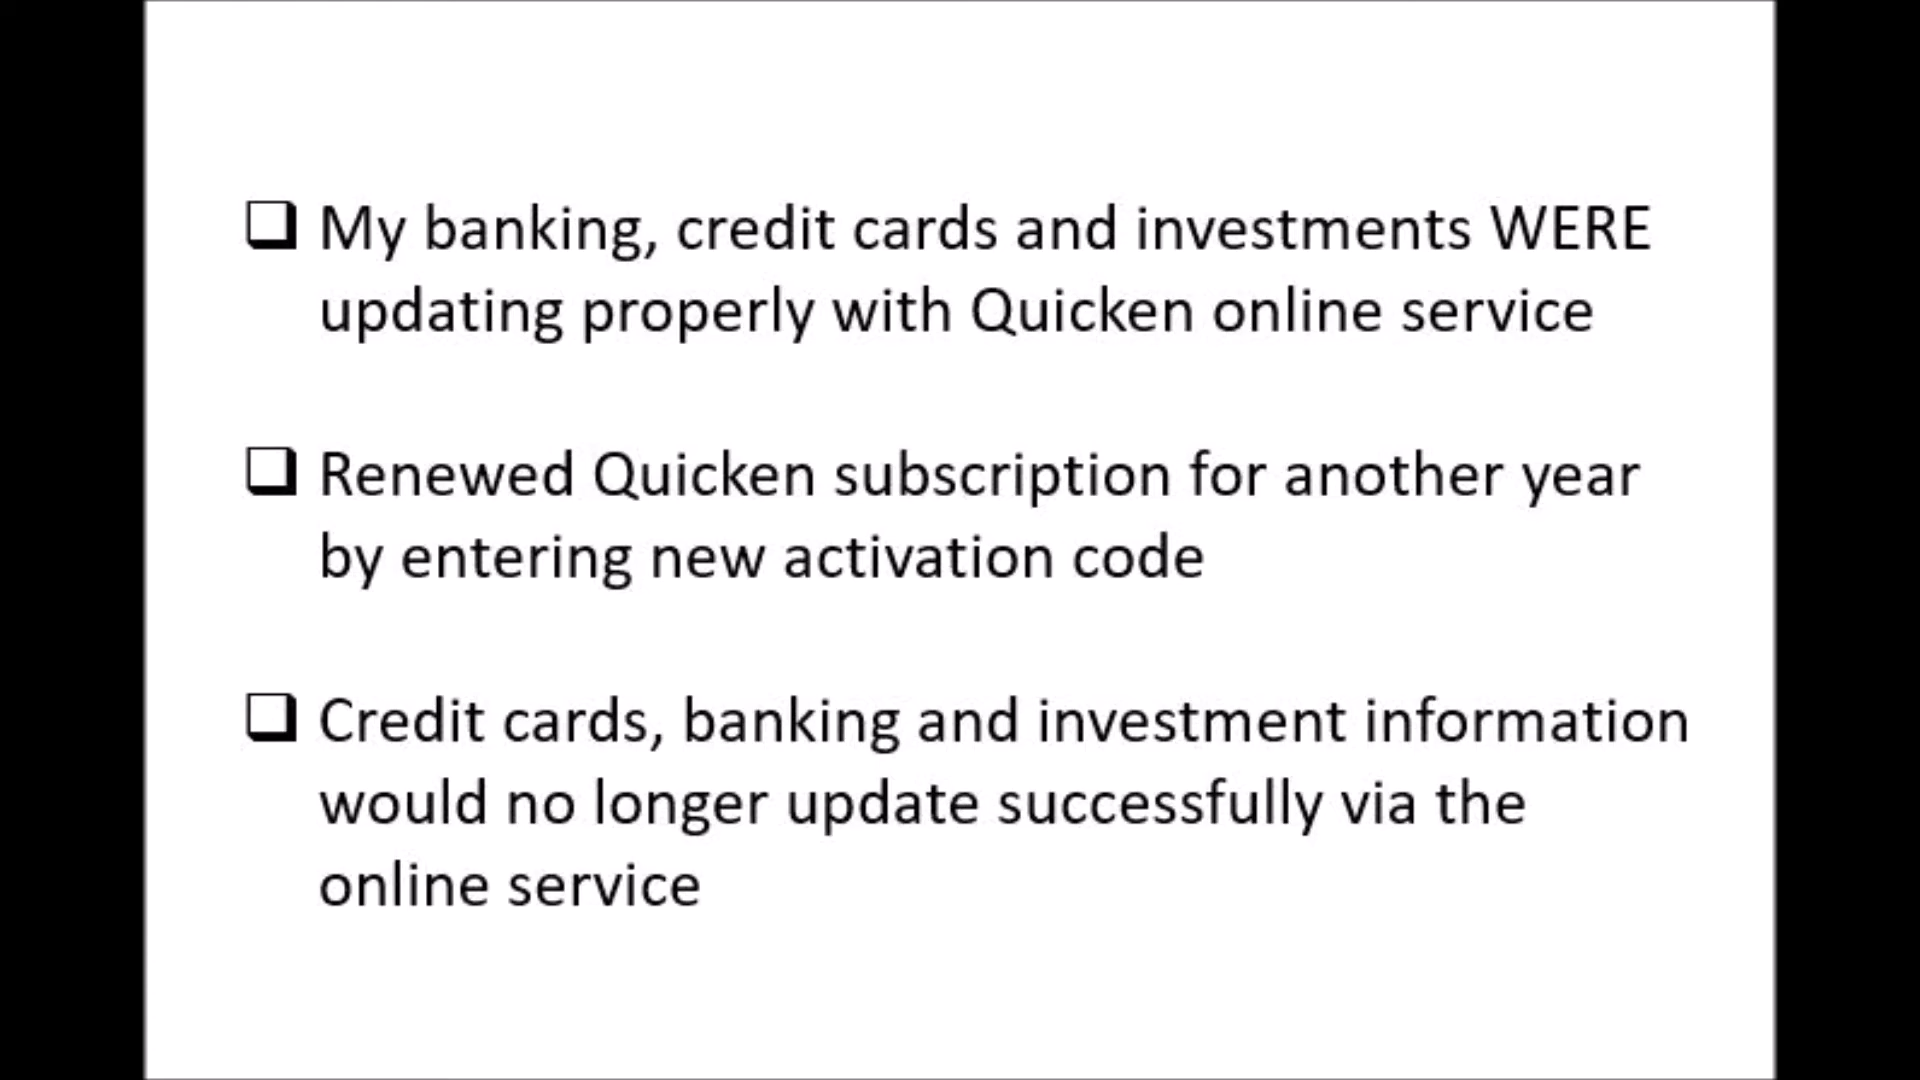 ❑ My banking, credit cards and investments WERE
updating properly with Quicken online service
❑ Renewed Quicken subscription for another year
by entering new activation code
❑ Credit cards, banking and investment information
would no longer update successfully via the
online service